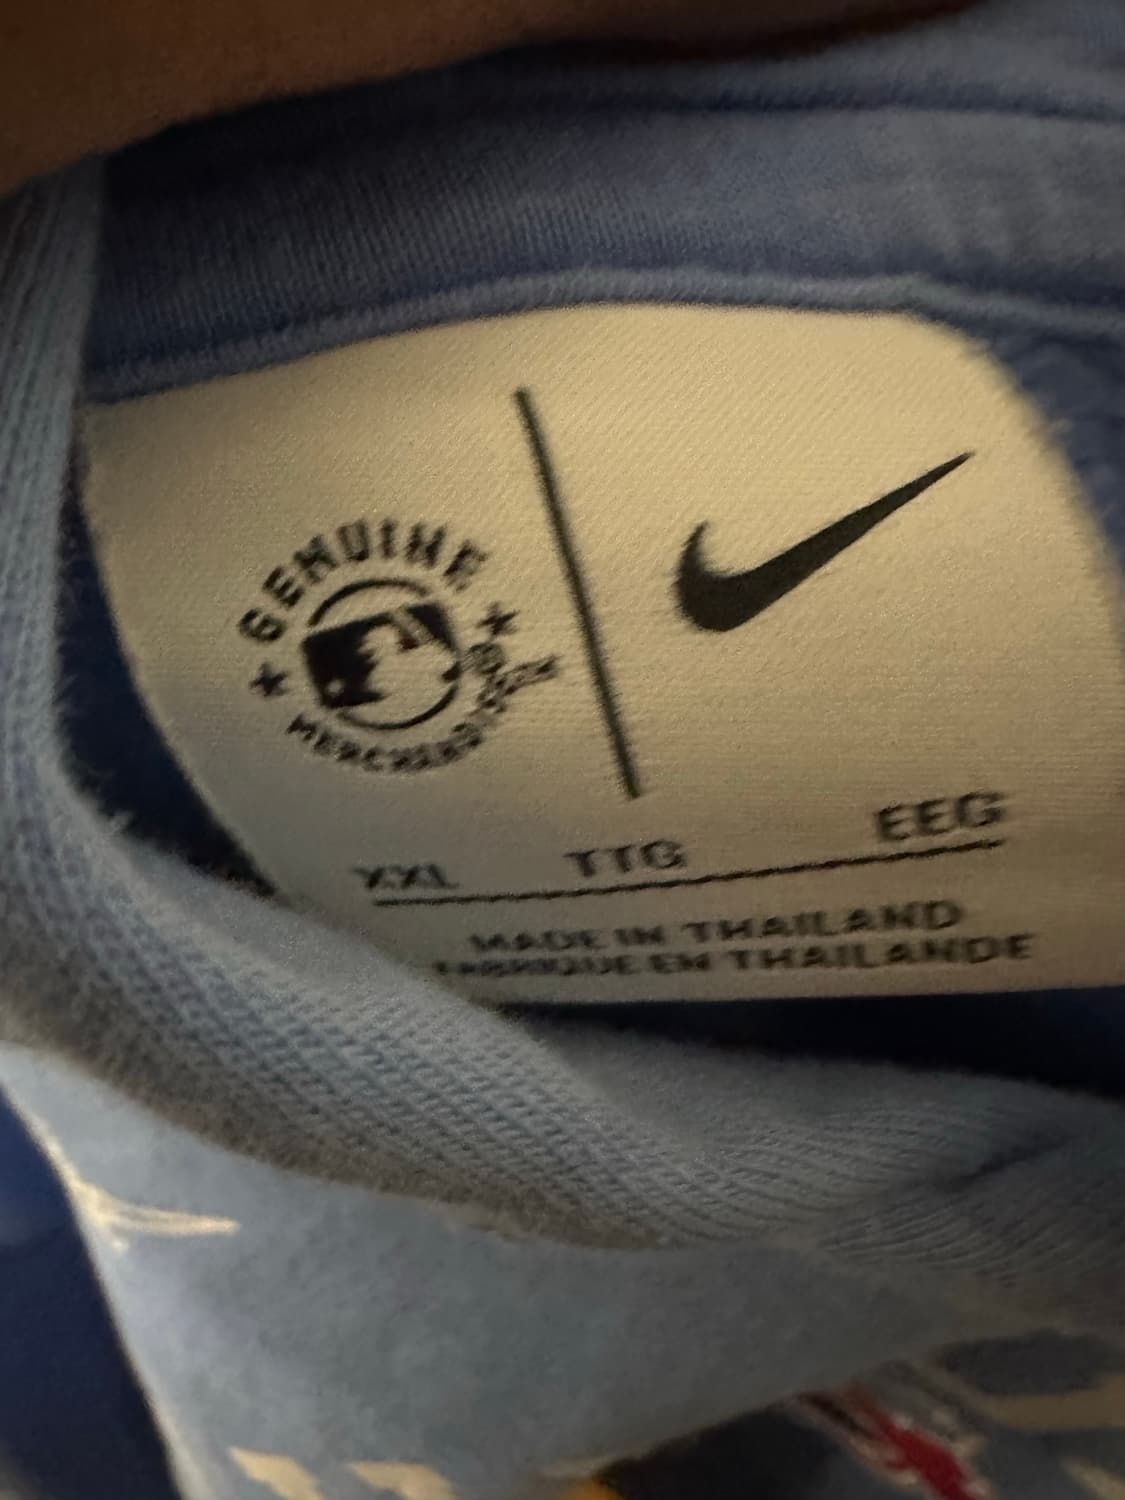 GENUINE
MERCHANDISE
XXL TTG EEG
MADE IN THAILAND
FABRIQUE EN THAILANDE